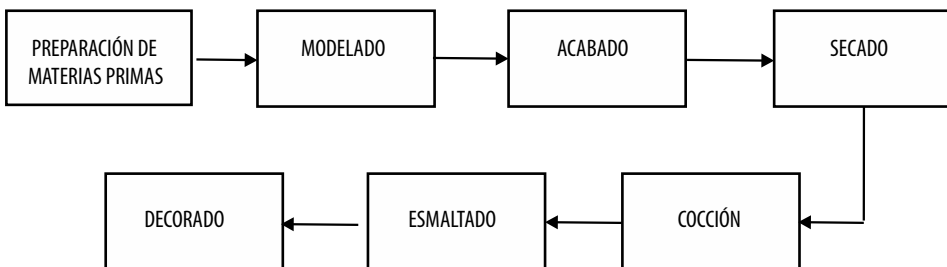 PREPARACIÓN DE
MATERIAS PRIMAS
MODELADO
ACABADO
SECADO
COCCIÓN
ESMALTADO
DECORADO